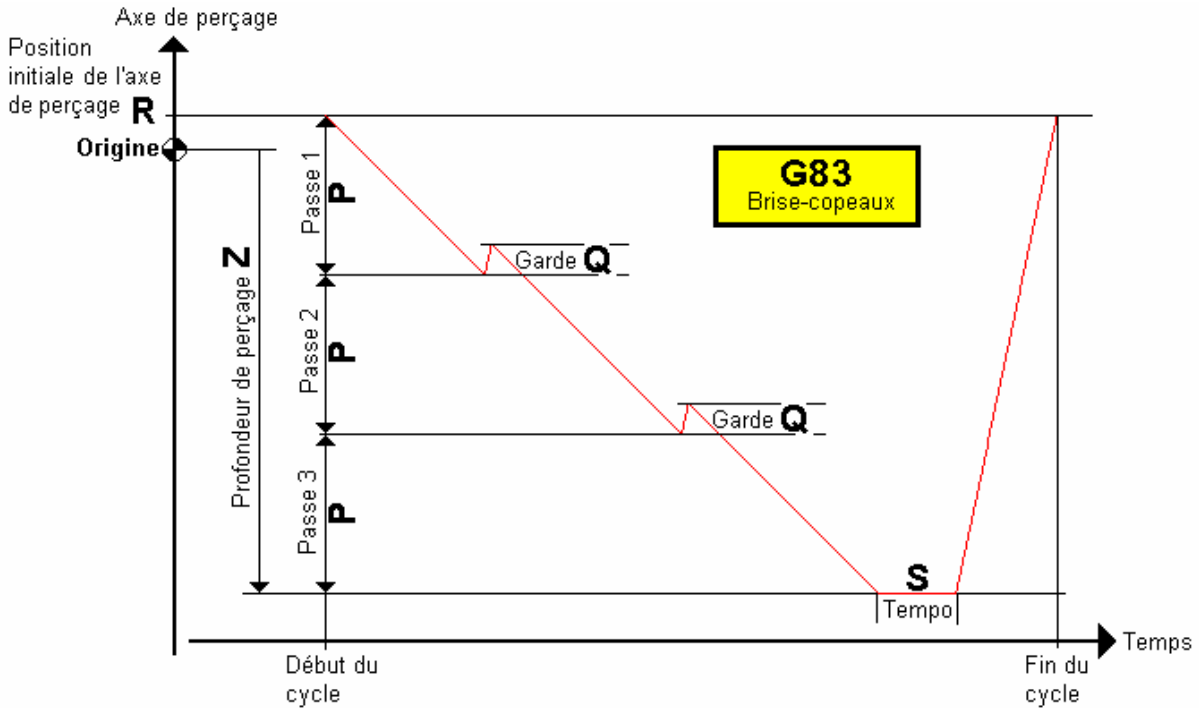 Axe de perçage
Position
initiale de l'axe
de perçage R
Origine
G83
Brise-copeaux
Passe 1
P
Garde Q
Profondeur de perçage Z
Passe 2
P
Garde Q
Passe 3
P
S
Tempo
Temps
Début du
cycle
Fin du
cycle